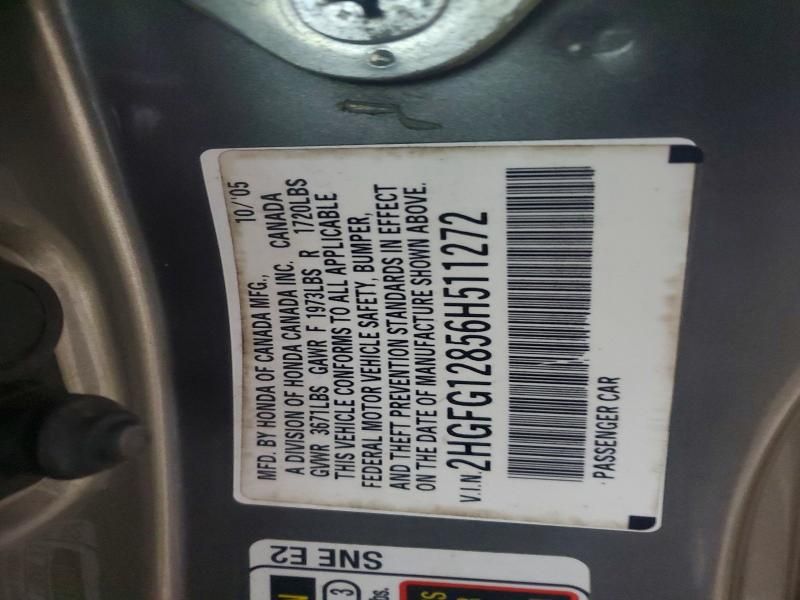 MFD. BY HONDA OF CANADA MFG., 10/'05
A DIVISION OF HONDA CANADA INC. CANADA
GVWR 3671LBS GAWR F 1973LBS R 1720LBS
THIS VEHICLE CONFORMS TO ALL APPLICABLE
FEDERAL MOTOR VEHICLE SAFETY, BUMPER,
AND THEFT PREVENTION STANDARDS IN EFFECT
ON THE DATE OF MANUFACTURE SHOWN ABOVE.
V.I.N. 2HGFG12856H511272
PASSENGER CAR
SNE E2
3
bs.